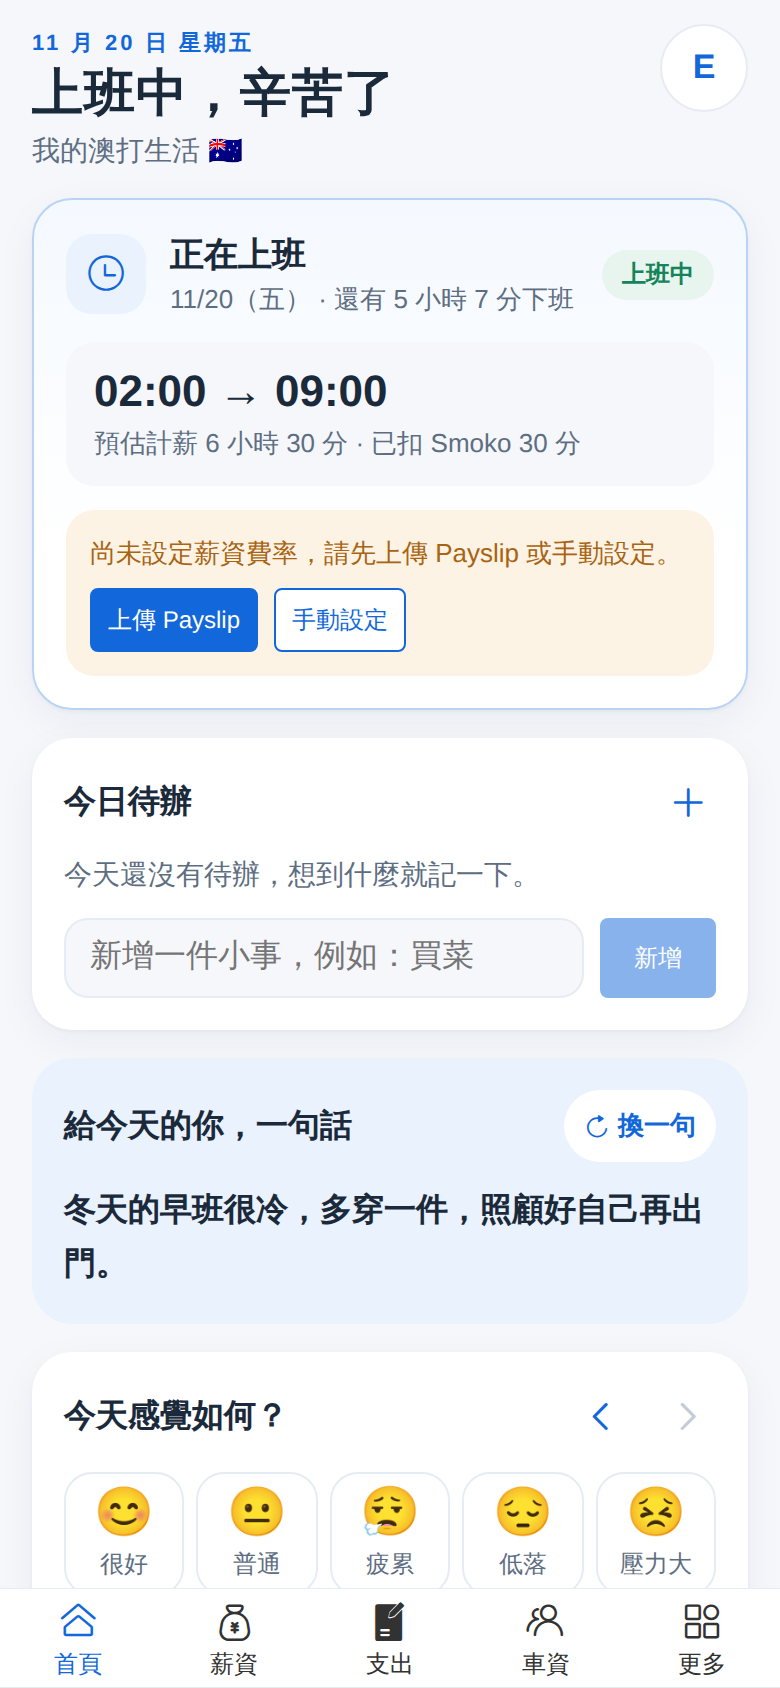 11 月 20 日 星期五
上班中，辛苦了
E
我的澳打生活 🇦🇺
正在上班
11/20（五） · 還有 5 小時 7 分下班
上班中
02:00 → 09:00
預估計薪 6 小時 30 分 · 已扣 Smoko 30 分
尚未設定薪資費率，請先上傳 Payslip 或手動設定。
上傳 Payslip
手動設定
今日待辦
今天還沒有待辦，想到什麼就記一下。
新增一件小事，例如：買菜
新增
給今天的你，一句話
換一句
冬天的早班很冷，多穿一件，照顧好自己再出
門。
今天感覺如何？
很好
普通
疲累
低落
壓力大
首頁
薪資
支出
車資
更多